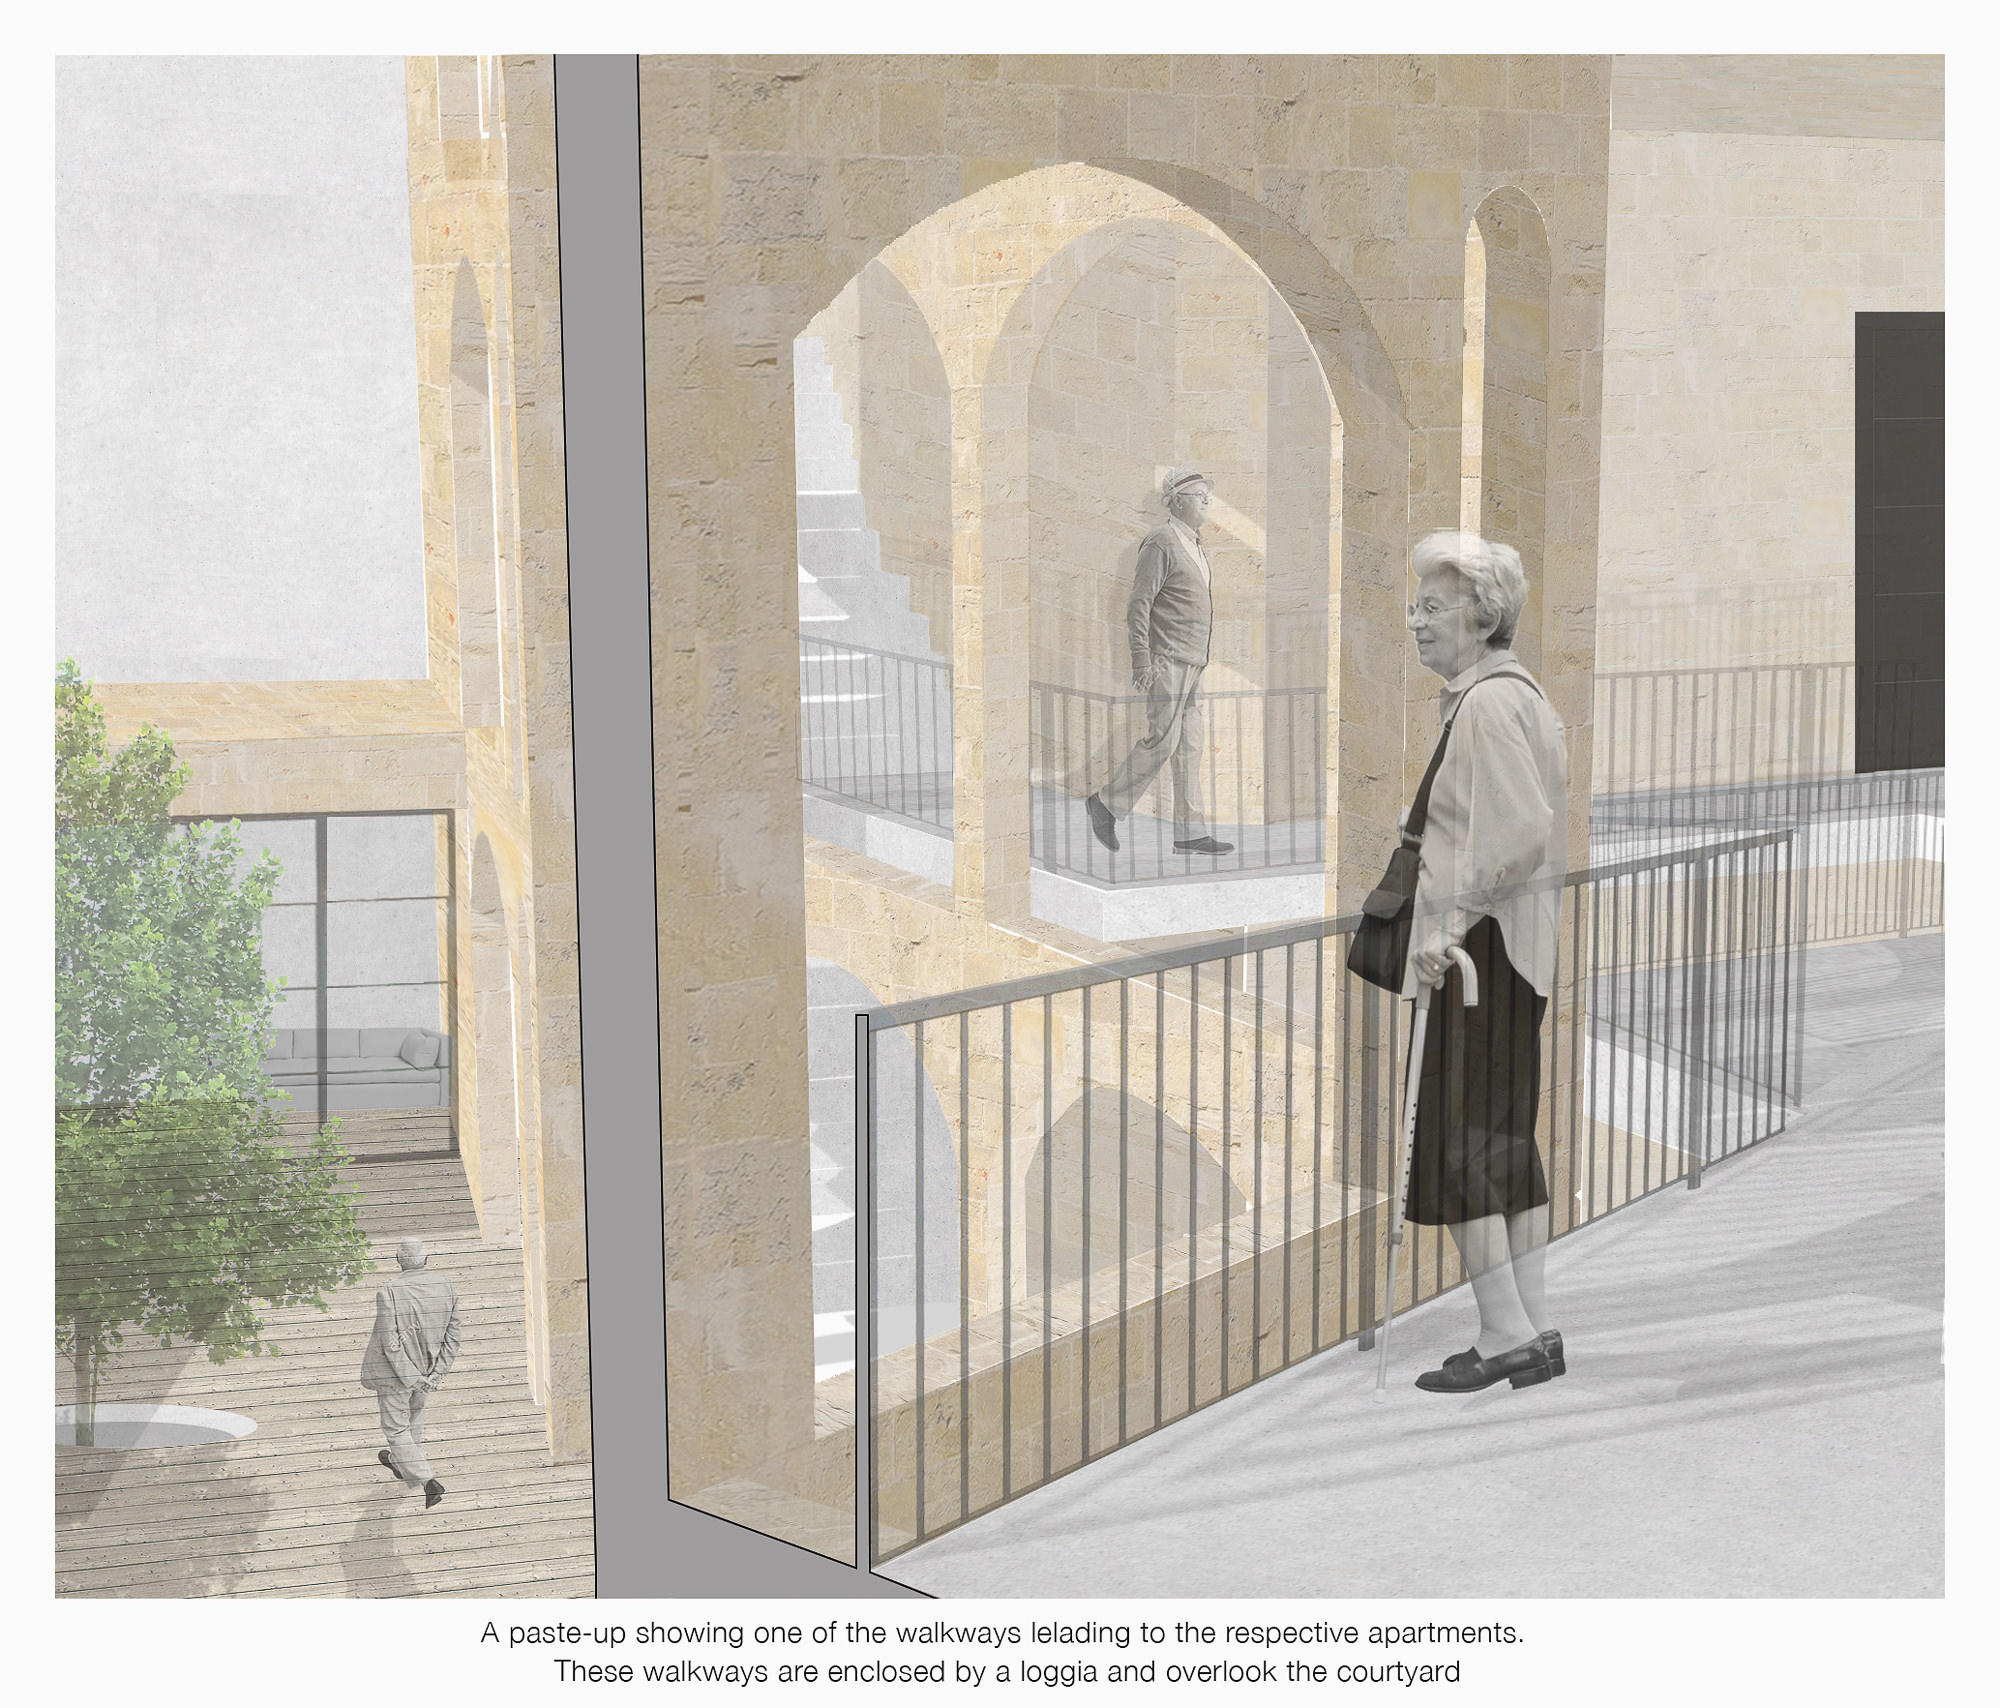 A paste-up showing one of the walkways lelading to the respective apartments.
These walkways are enclosed by a loggia and overlook the courtyard